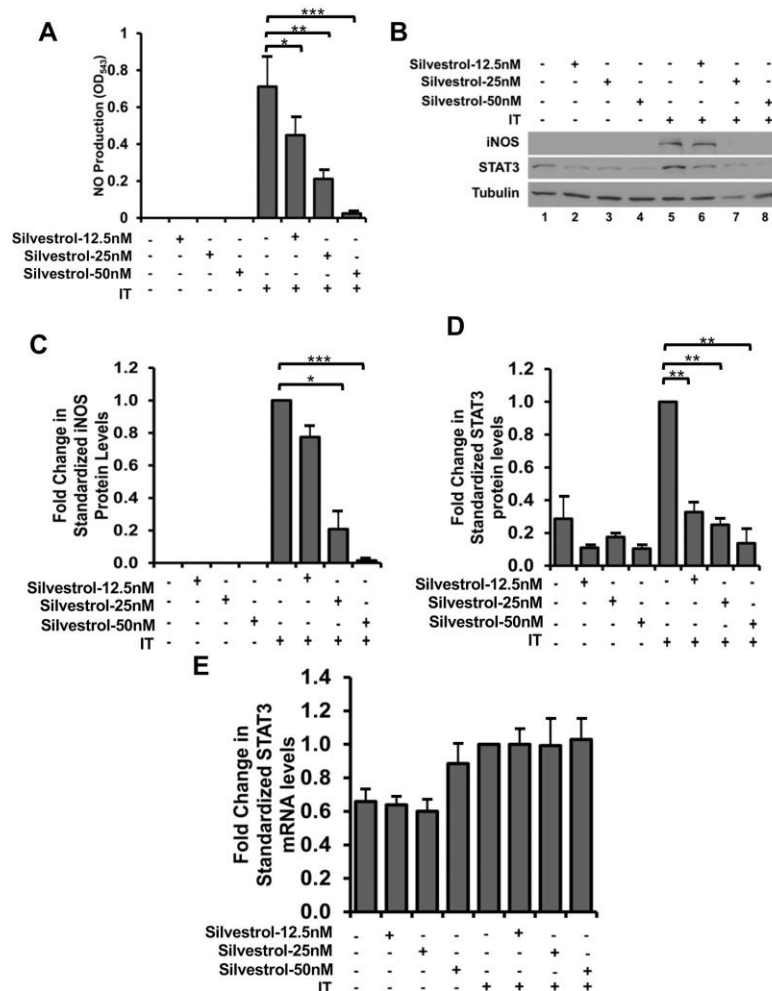 A
NO Production (OD543)
1
0.8
0.6
0.4
0.2
0
***
**
*
Silvestrol-12.5nM - + - - - + - -
Silvestrol-25nM - - + - - - + -
Silvestrol-50nM - - - + - - - +
IT - - - - + + + +
B
Silvestrol-12.5nM - + - - - + - -
Silvestrol-25nM - - + - - - + -
Silvestrol-50nM - - - + - - - +
IT - - - - + + + +
iNOS
STAT3
Tubulin
1 2 3 4 5 6 7 8
C
Fold Change in
Standardized iNOS
Protein Levels
1.2
1.0
0.8
0.6
0.4
0.2
0.0
***
*
Silvestrol-12.5nM - + - - - + - -
Silvestrol-25nM - - + - - - + -
Silvestrol-50nM - - - + - - - +
IT - - - - + + + +
D
Fold Change in
Standardized STAT3
protein levels
1.2
1.0
0.8
0.6
0.4
0.2
0.0
**
**
**
Silvestrol-12.5nM - + - - - + - -
Silvestrol-25nM - - + - - - + -
Silvestrol-50nM - - - + - - - +
IT - - - - + + + +
E
Fold Change in
Standardized STAT3
mRNA levels
1.4
1.2
1.0
0.8
0.6
0.4
0.2
0.0
Silvestrol-12.5nM - + - - - + - -
Silvestrol-25nM - - + - - - + -
Silvestrol-50nM - - - + - - - +
IT - - - - + + + +